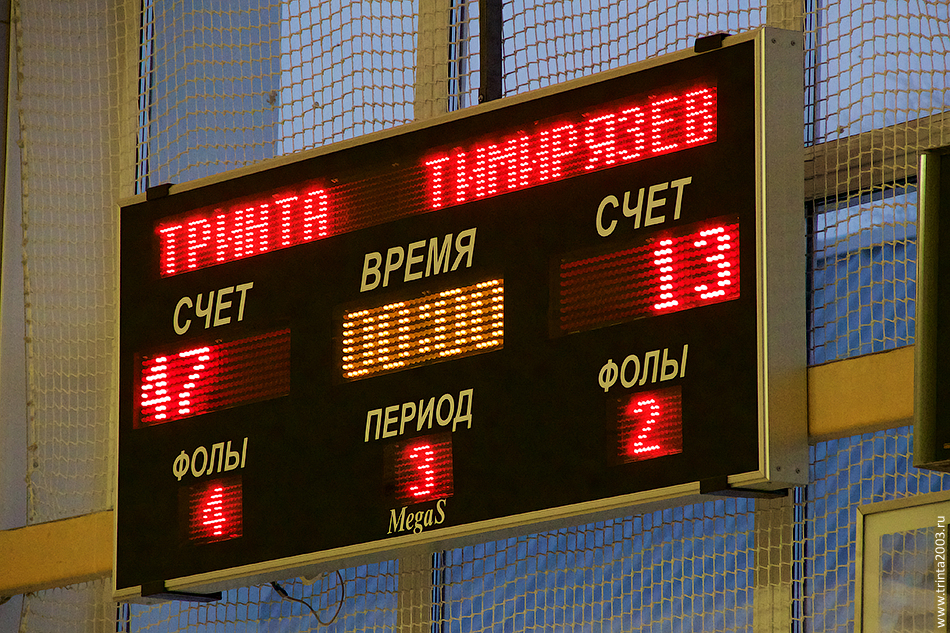 ТРИНТА ТИМИРЯЗЕВ
СЧЕТ ВРЕМЯ СЧЕТ
47 00:00 13
ФОЛЫ ПЕРИОД ФОЛЫ
4 3 2
MegaS
www.trinta2003.ru